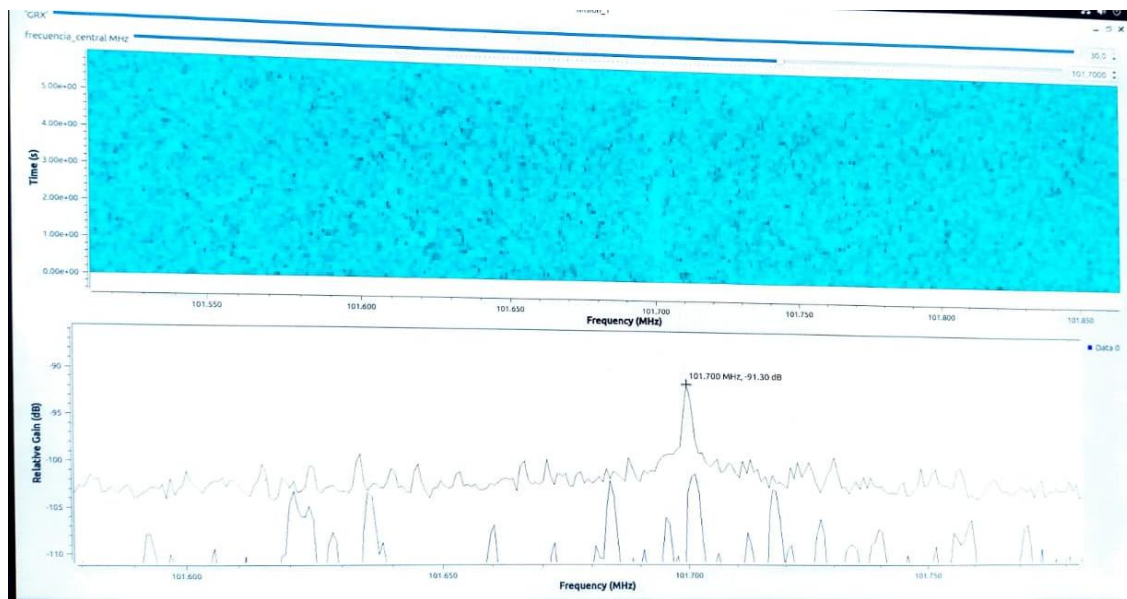 "GRX"
30.0
frecuencia_central MHz
101.7000
Time (s)
5.00e+00
4.00e+00
3.00e+00
2.00e+00
1.00e+00
0.00e+00
101.550 101.600 101.650 101.700 101.750 101.800 101.850
Frequency (MHz)
Data 0
101.700 MHz, -91.30 dB
Relative Gain (dB)
-90
-95
-100
-105
-110
101.600 101.650 101.700 101.750
Frequency (MHz)